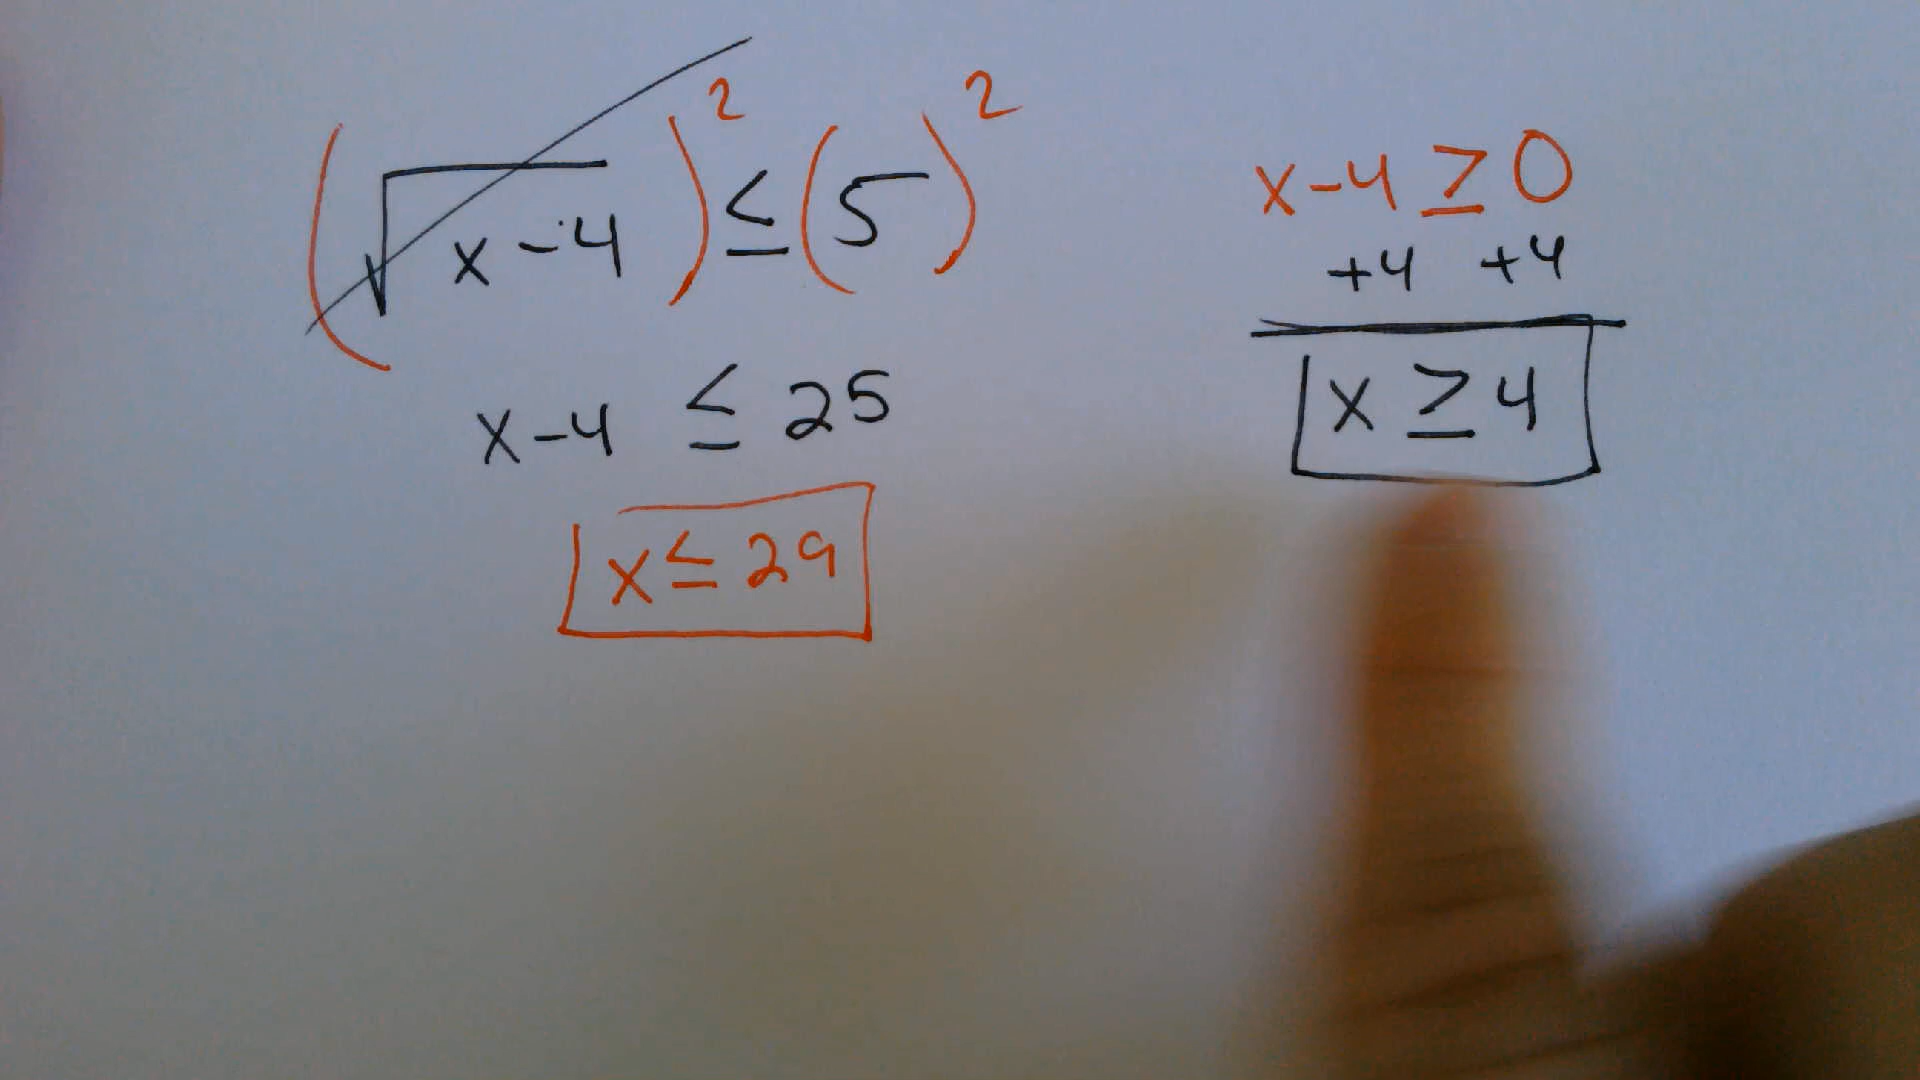 (√x-4)² ≤ (5)²
x-4 ≤ 25
x ≤ 29
x-4 ≥ 0
+4 +4
x ≥ 4